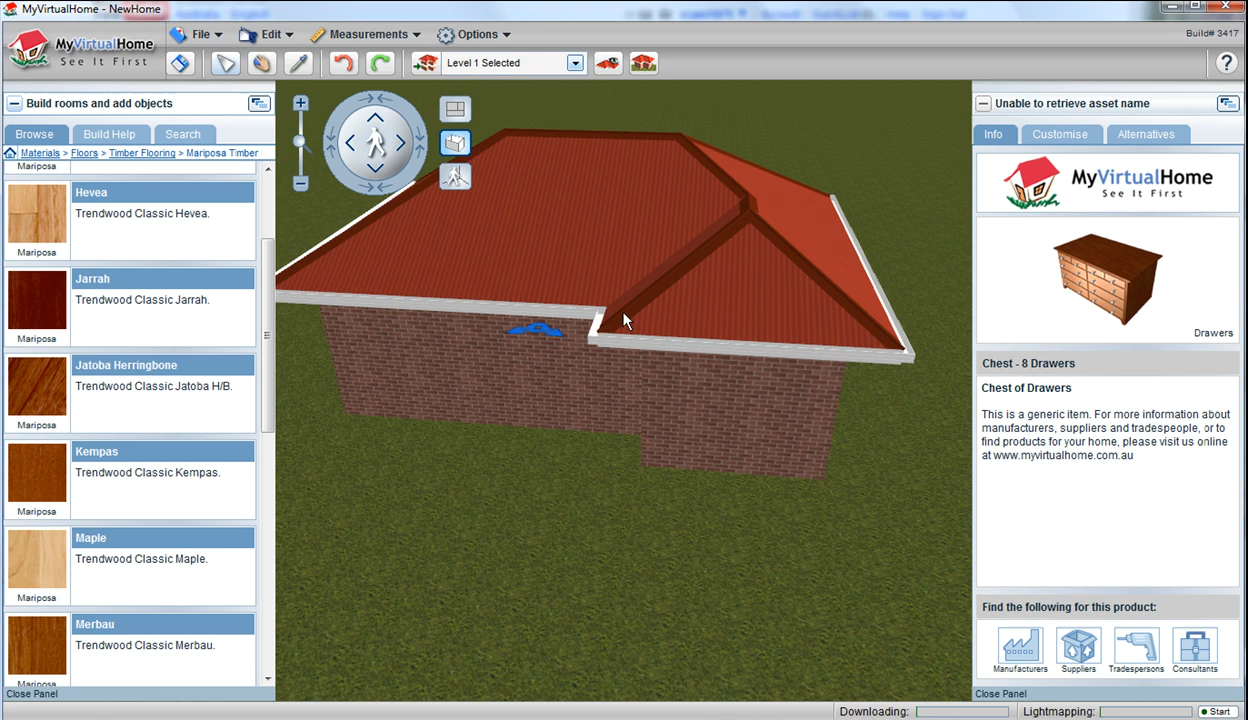 MyVirtualHome - NewHome
MyVirtualHome
See It First
File
Edit
Measurements
Options
Build# 3417
Level 1 Selected
?
Build rooms and add objects
Browse
Build Help
Search
Materials > Floors > Timber Flooring > Mariposa Timber
Mariposa
Hevea
Trendwood Classic Hevea.
Mariposa
Jarrah
Trendwood Classic Jarrah.
Mariposa
Jatoba Herringbone
Trendwood Classic Jatoba H/B.
Mariposa
Kempas
Trendwood Classic Kempas.
Mariposa
Maple
Trendwood Classic Maple.
Mariposa
Merbau
Trendwood Classic Merbau.
Mariposa
Close Panel
Unable to retrieve asset name
Info
Customise
Alternatives
MyVirtualHome
See It First
Drawers
Chest - 8 Drawers
Chest of Drawers
This is a generic item. For more information about
manufacturers, suppliers and tradespeople, or to
find products for your home, please visit us online
at www.myvirtualhome.com.au
Find the following for this product:
Manufacturers
Suppliers
Tradespersons
Consultants
Close Panel
Downloading:
Lightmapping:
Start